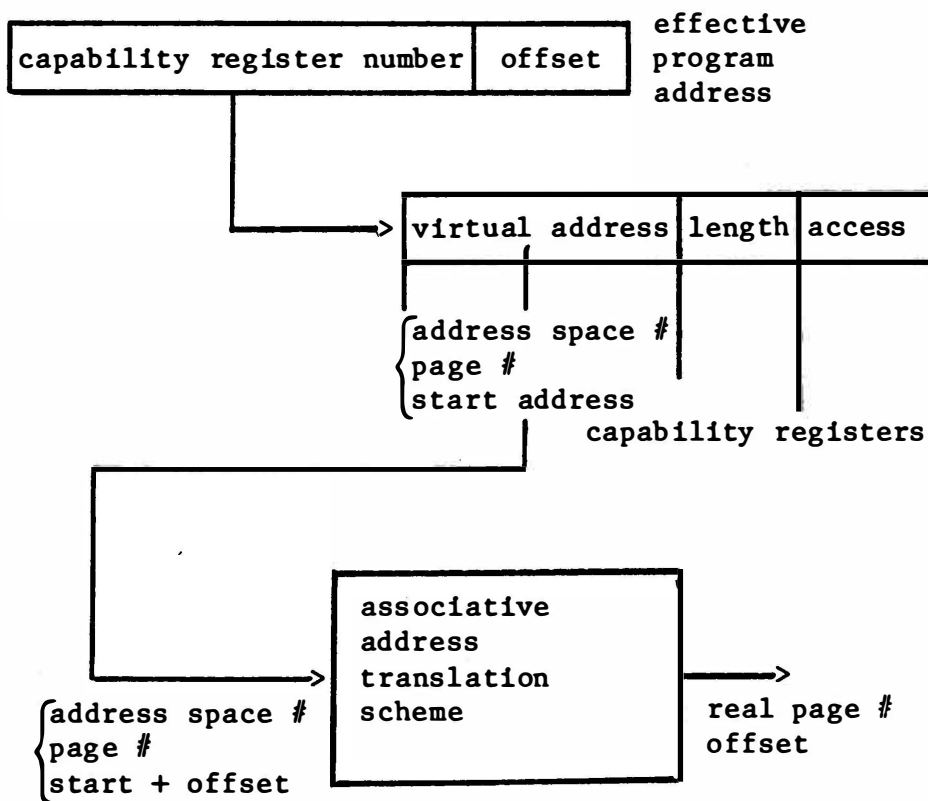 capability register number offset
effective
program
address
virtual address length access
address space #
page #
start address
capability registers
associative
address
translation
scheme
address space #
page #
start + offset
real page #
offset